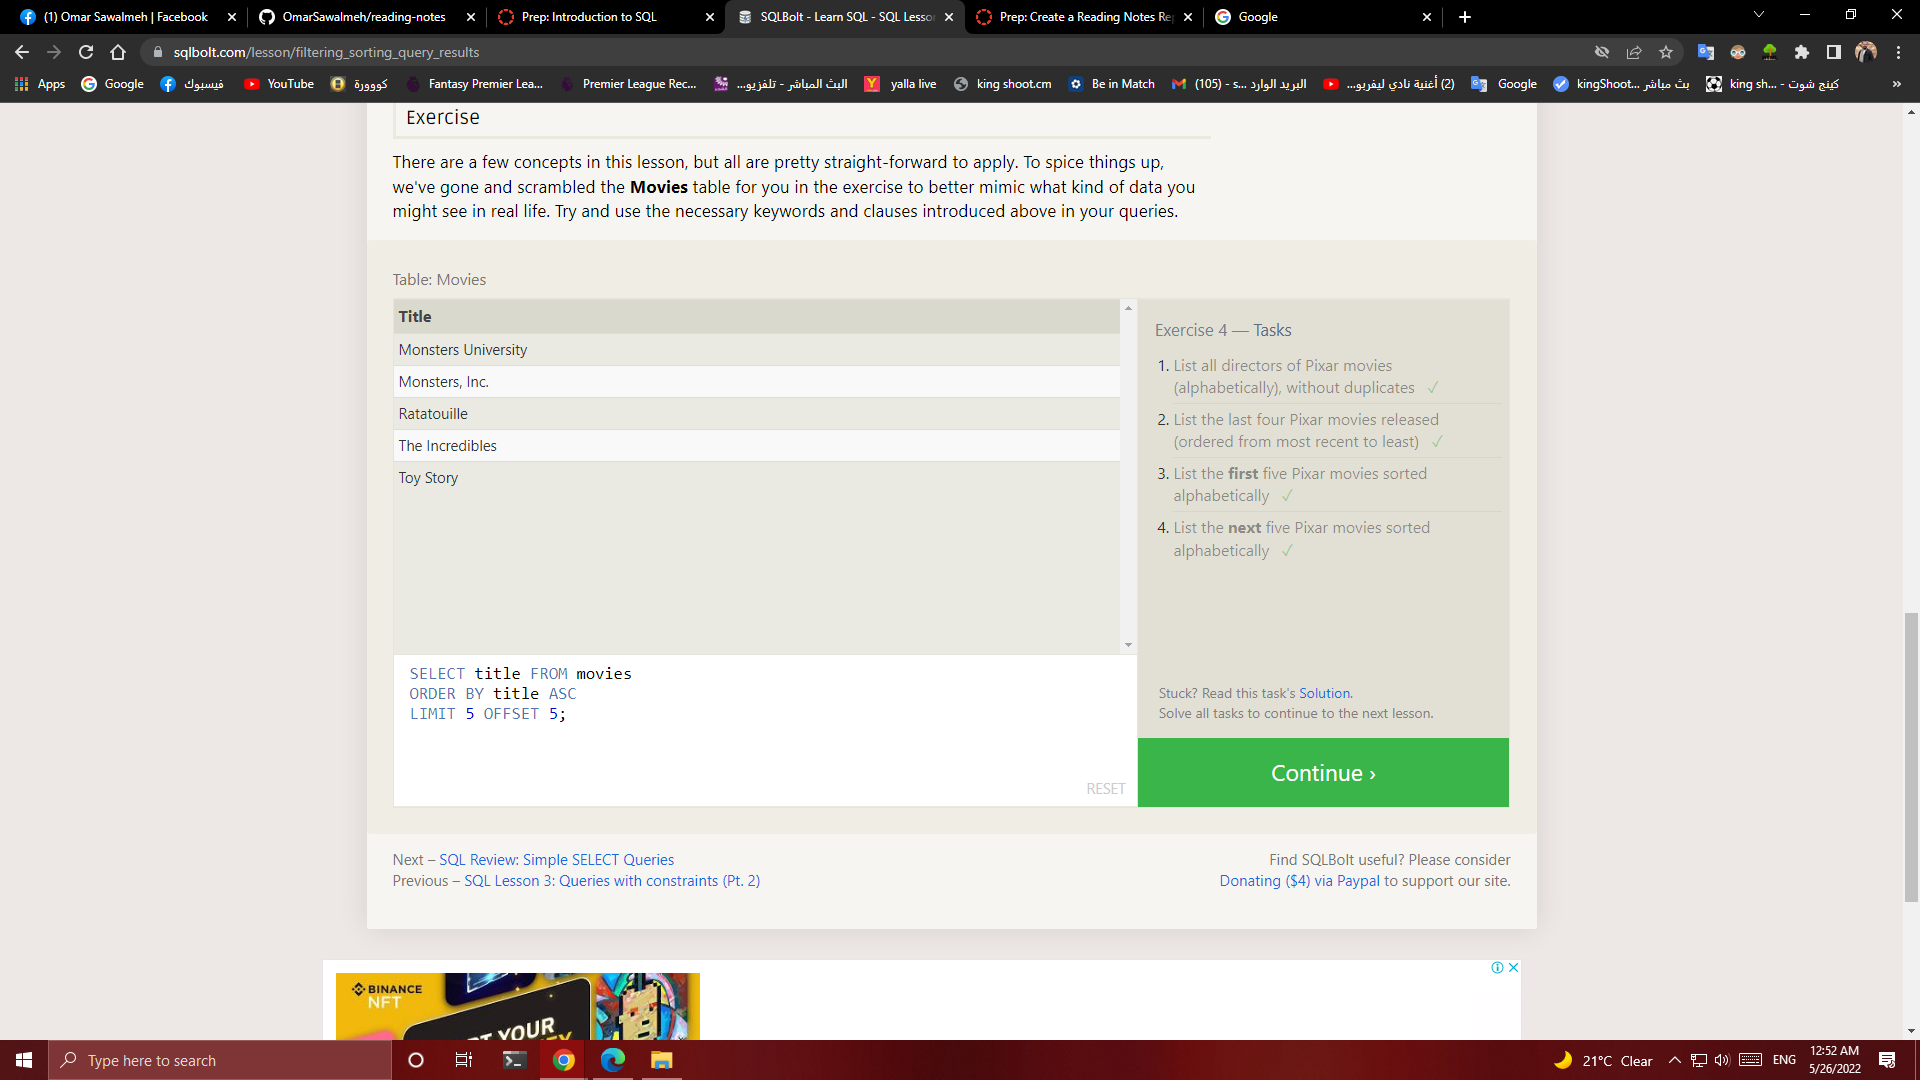 (1) Omar Sawalmeh | Facebook
OmarSawalmeh/reading-notes
Prep: Introduction to SQL
SQLBolt - Learn SQL - SQL Lesso
Prep: Create a Reading Notes Re
Google
sqlbolt.com/lesson/filtering_sorting_query_results
Apps
Google
فيسبوك
YouTube
كووورة
Fantasy Premier Lea...
Premier League Rec...
البث المباشر - تلفزيو...
yalla live
king shoot.cm
Be in Match
البريد الوارد (105) - s...
(2) أغنية نادي ليفربو...
Google
بث مباشر kingShoot...
كينج شوت - king sh...
»
Exercise
There are a few concepts in this lesson, but all are pretty straight-forward to apply. To spice things up,
we've gone and scrambled the Movies table for you in the exercise to better mimic what kind of data you
might see in real life. Try and use the necessary keywords and clauses introduced above in your queries.
Table: Movies
Title
Monsters University
Monsters, Inc.
Ratatouille
The Incredibles
Toy Story
SELECT title FROM movies
ORDER BY title ASC
LIMIT 5 OFFSET 5;
RESET
Exercise 4 — Tasks
1. List all directors of Pixar movies
(alphabetically), without duplicates ✓
2. List the last four Pixar movies released
(ordered from most recent to least) ✓
3. List the first five Pixar movies sorted
alphabetically ✓
4. List the next five Pixar movies sorted
alphabetically ✓
Stuck? Read this task's Solution.
Solve all tasks to continue to the next lesson.
Continue ›
Next – SQL Review: Simple SELECT Queries
Previous – SQL Lesson 3: Queries with constraints (Pt. 2)
Find SQLBolt useful? Please consider
Donating ($4) via Paypal to support our site.
BINANCE
NFT
YOUR
Type here to search
21°C Clear
ENG
12:52 AM
5/26/2022